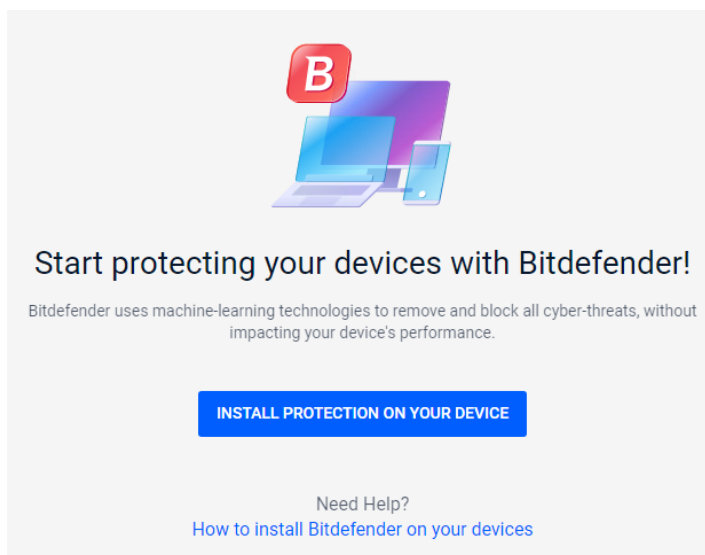 B
Start protecting your devices with Bitdefender!
Bitdefender uses machine-learning technologies to remove and block all cyber-threats, without
impacting your device's performance.
INSTALL PROTECTION ON YOUR DEVICE
Need Help?
How to install Bitdefender on your devices